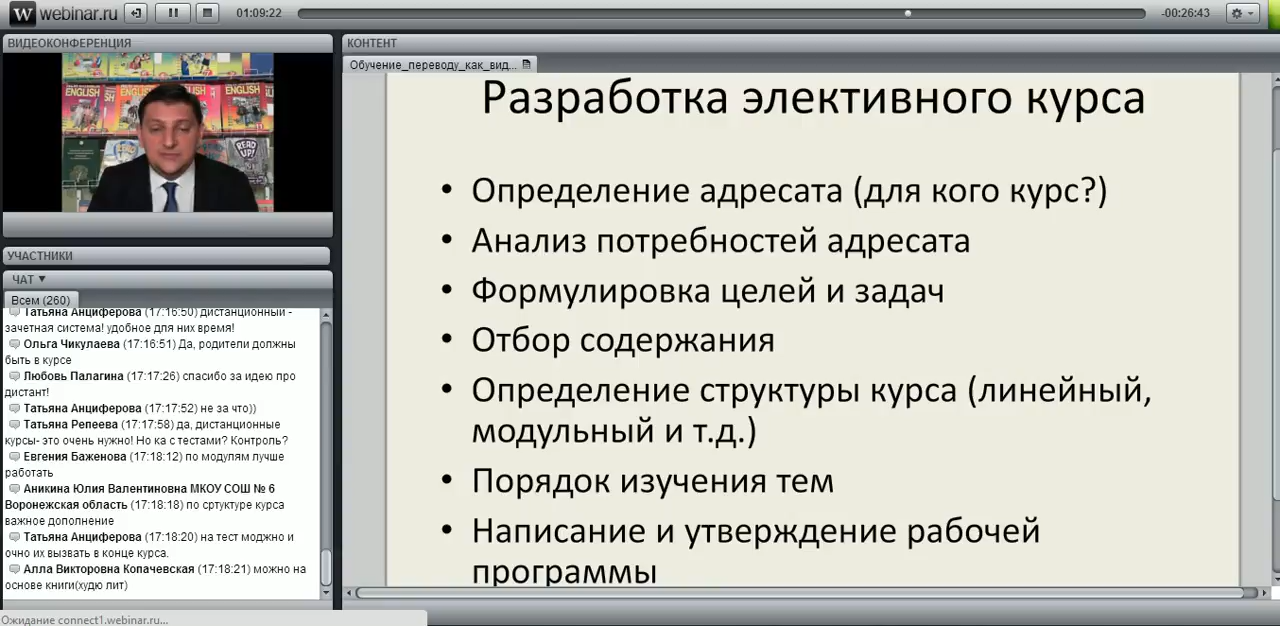 W webinar.ru
01:09:22
-00:26:43
ВИДЕОКОНФЕРЕНЦИЯ
ENGLISH
ENGLISH
ENGLISH
READ UP!
УЧАСТНИКИ
ЧАТ
Всем (260)
Татьяна Анциферова (17:16:50) дистанционный -
зачетная система! удобное для них время!
Ольга Чикулаева (17:16:51) Да, родители должны
быть в курсе
Любовь Палагина (17:17:26) спасибо за идею про
дистант!
Татьяна Анциферова (17:17:52) не за что))
Татьяна Репеева (17:17:58) да, дистанционные
курсы- это очень нужно! Но ка с тестами? Контроль?
Евгения Баженова (17:18:12) по модулям лучше
работать
Аникина Юлия Валентиновна МКОУ СОШ № 6
Воронежская область (17:18:18) по сртуктуре курса
важное дополнение
Татьяна Анциферова (17:18:20) на тест моджно и
очно их вызвать в конце курса.
Алла Викторовна Копачевская (17:18:21) можно на
основе книги(худю лит)
Ожидание connect1.webinar.ru...
КОНТЕНТ
Обучение_переводу_как_вид...
Разработка элективного курса
• Определение адресата (для кого курс?)
• Анализ потребностей адресата
• Формулировка целей и задач
• Отбор содержания
• Определение структуры курса (линейный,
модульный и т.д.)
• Порядок изучения тем
• Написание и утверждение рабочей
программы